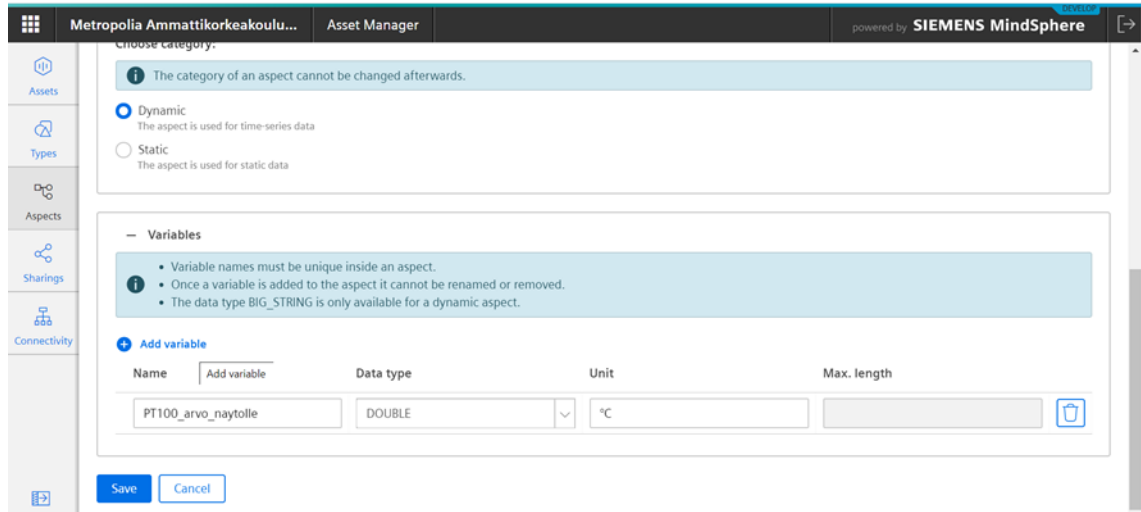 DEVELOP
Metropolia Ammattikorkeakoulu... Asset Manager powered by SIEMENS MindSphere
Choose category:
The category of an aspect cannot be changed afterwards.
Assets
Dynamic
The aspect is used for time-series data
Types
Static
The aspect is used for static data
Aspects
Variables
• Variable names must be unique inside an aspect.
• Once a variable is added to the aspect it cannot be renamed or removed.
• The data type BIG_STRING is only available for a dynamic aspect.
Sharings
Connectivity
Add variable
Name Add variable Data type Unit Max. length
PT100_arvo_naytolle DOUBLE °C
Save Cancel